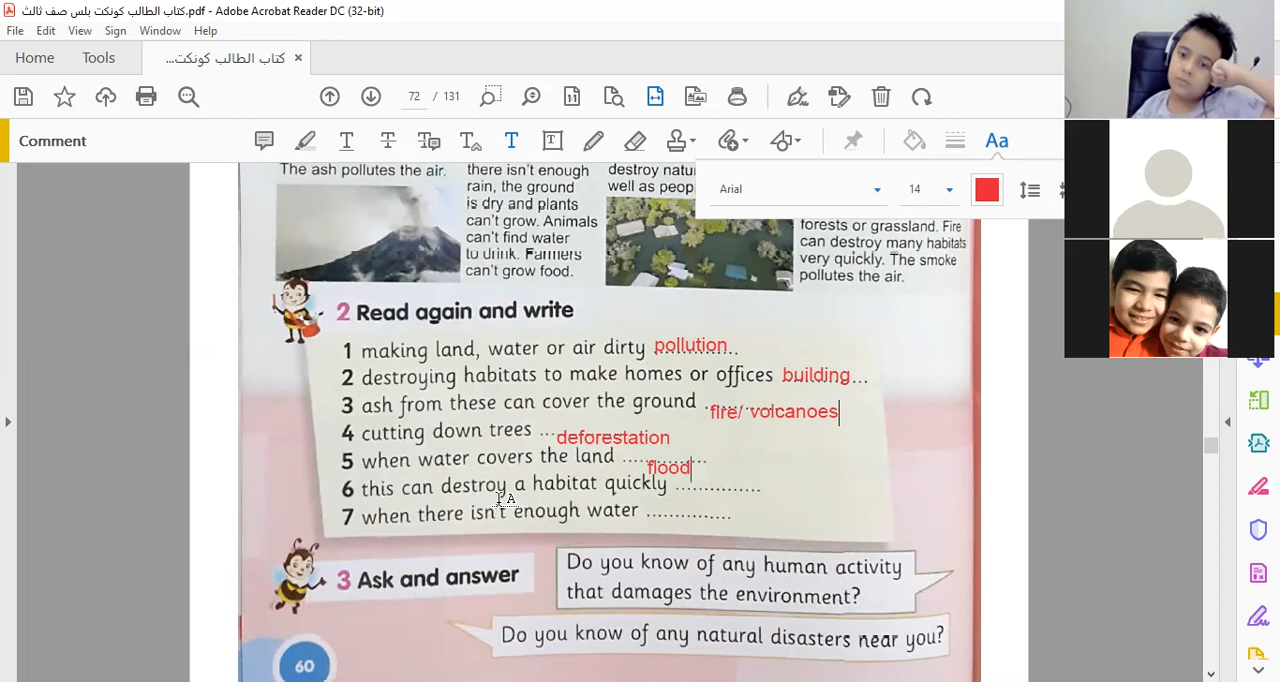 كتاب الطالب كونكت بلس صف ثالث.pdf - Adobe Acrobat Reader DC (32-bit)
File Edit View Sign Window Help
Home Tools كتاب الطالب كونكت... ×
72 / 131
Comment
Aa
Arial 14
The ash pollutes the air.
there isn't enough
rain, the ground
is dry and plants
can't grow. Animals
can't find water
to drink. Farmers
can't grow food.
destroy natu
well as peop
forests or grassland. Fire
can destroy many habitats
very quickly. The smoke
pollutes the air.
2 Read again and write
1 making land, water or air dirty pollution
2 destroying habitats to make homes or offices building
3 ash from these can cover the ground fire/ volcanoes
4 cutting down trees deforestation
5 when water covers the land flood
6 this can destroy a habitat quickly ...............
7 when there isn't enough water ...............
3 Ask and answer
Do you know of any human activity
that damages the environment?
Do you know of any natural disasters near you?
60